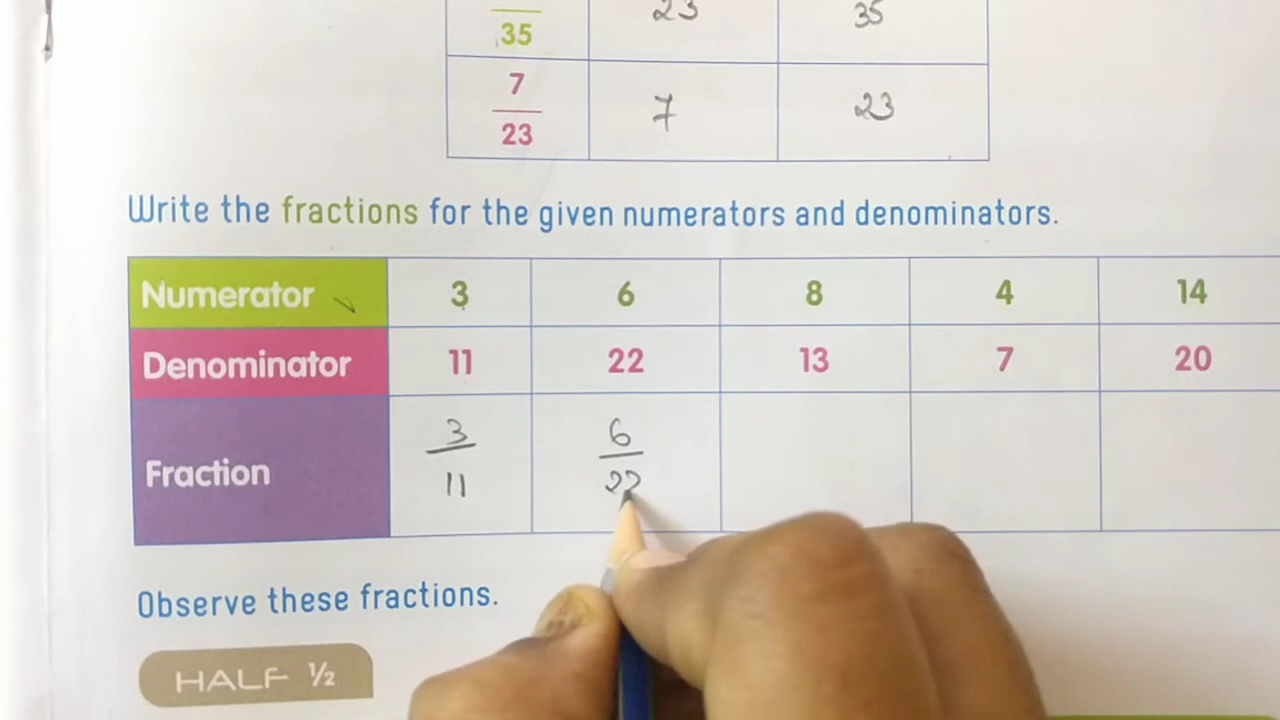 23 35
35
7
23 7 23
Write the fractions for the given numerators and denominators.
Numerator 3 6 8 4 14
Denominator 11 22 13 7 20
Fraction 3/11 6/22
Observe these fractions.
HALF ½